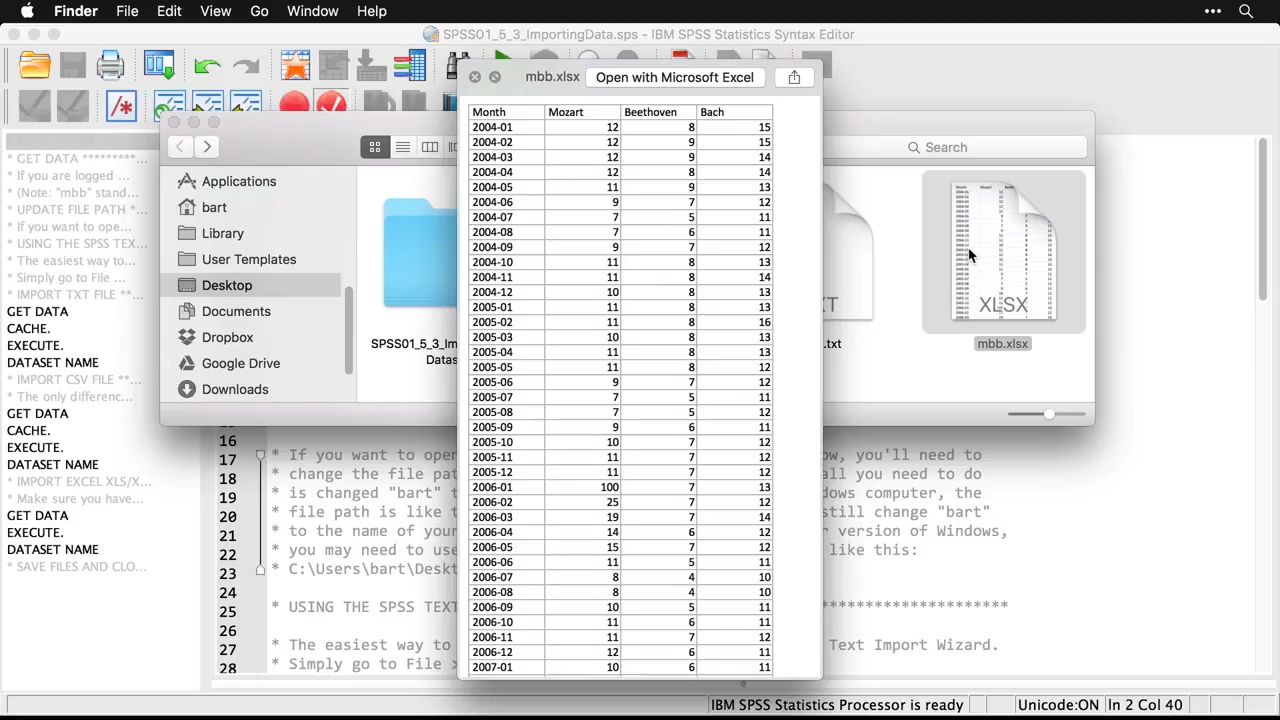 Finder File Edit View Go Window Help
SPSS01_5_3_ImportingData.sps - IBM SPSS Statistics Syntax Editor
mbb.xlsx Open with Microsoft Excel
Search
* GET DATA *********...
* If you are logged ...
* (Note: "mbb" stand...
* UPDATE FILE PATH *...
* If you want to ope...
* USING THE SPSS TEX...
* The easiest way to...
* Simply go to File ...
* IMPORT TXT FILE **...
GET DATA
CACHE.
EXECUTE.
DATASET NAME
* IMPORT CSV FILE **...
* The only differenc...
GET DATA
CACHE.
EXECUTE.
DATASET NAME
* IMPORT EXCEL XLS/X...
* Make sure you have...
GET DATA
EXECUTE.
DATASET NAME
* SAVE FILES AND CLO...
Applications
bart
Library
User Templates
Desktop
Documents
Dropbox
Google Drive
Downloads
SPSS01_5_3_Im
Datas
Month Mozart Beethoven Bach
2004-01 12 8 15
2004-02 12 9 15
2004-03 12 9 14
2004-04 12 8 14
2004-05 11 9 13
2004-06 9 7 12
2004-07 7 5 11
2004-08 7 6 11
2004-09 9 7 12
2004-10 11 8 13
2004-11 11 8 14
2004-12 10 8 13
2005-01 11 8 13
2005-02 11 8 16
2005-03 10 8 13
2005-04 11 8 13
2005-05 11 8 12
2005-06 9 7 12
2005-07 7 5 11
2005-08 7 5 12
2005-09 9 6 11
2005-10 10 7 12
2005-11 11 7 12
2005-12 11 7 12
2006-01 100 7 13
2006-02 25 7 12
2006-03 19 7 14
2006-04 14 6 12
2006-05 15 7 12
2006-06 11 5 11
2006-07 8 4 10
2006-08 8 4 10
2006-09 10 5 11
2006-10 11 6 11
2006-11 11 7 12
2006-12 12 6 11
2007-01 10 6 11
XT
.txt
XLSX
mbb.xlsx
16
17 * If you want to open ow, you'll need to
18 * change the file pat all you need to do
19 * is changed "bart" t dows computer, the
20 * file path is like t still change "bart"
21 * to the name of your r version of Windows,
22 * you may need to use like this:
23 * C:\Users\bart\Deskt
24
25 * USING THE SPSS TEXT *********************
26
27 * The easiest way to Text Import Wizard.
28 * Simply go to File >
IBM SPSS Statistics Processor is ready Unicode:ON In 2 Col 40